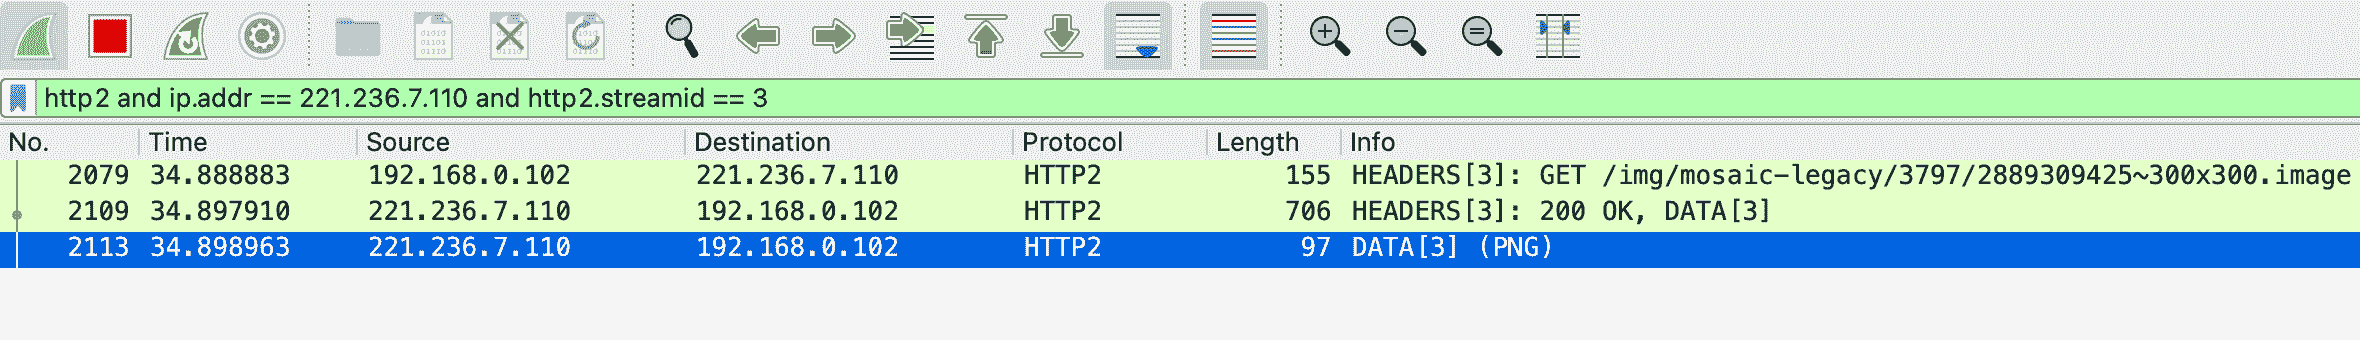 http2 and ip.addr == 221.236.7.110 and http2.streamid == 3
No. Time Source Destination Protocol Length Info
2079 34.888883 192.168.0.102 221.236.7.110 HTTP2 155 HEADERS[3]: GET /img/mosaic-legacy/3797/2889309425~300x300.image
2109 34.897910 221.236.7.110 192.168.0.102 HTTP2 706 HEADERS[3]: 200 OK, DATA[3]
2113 34.898963 221.236.7.110 192.168.0.102 HTTP2 97 DATA[3] (PNG)